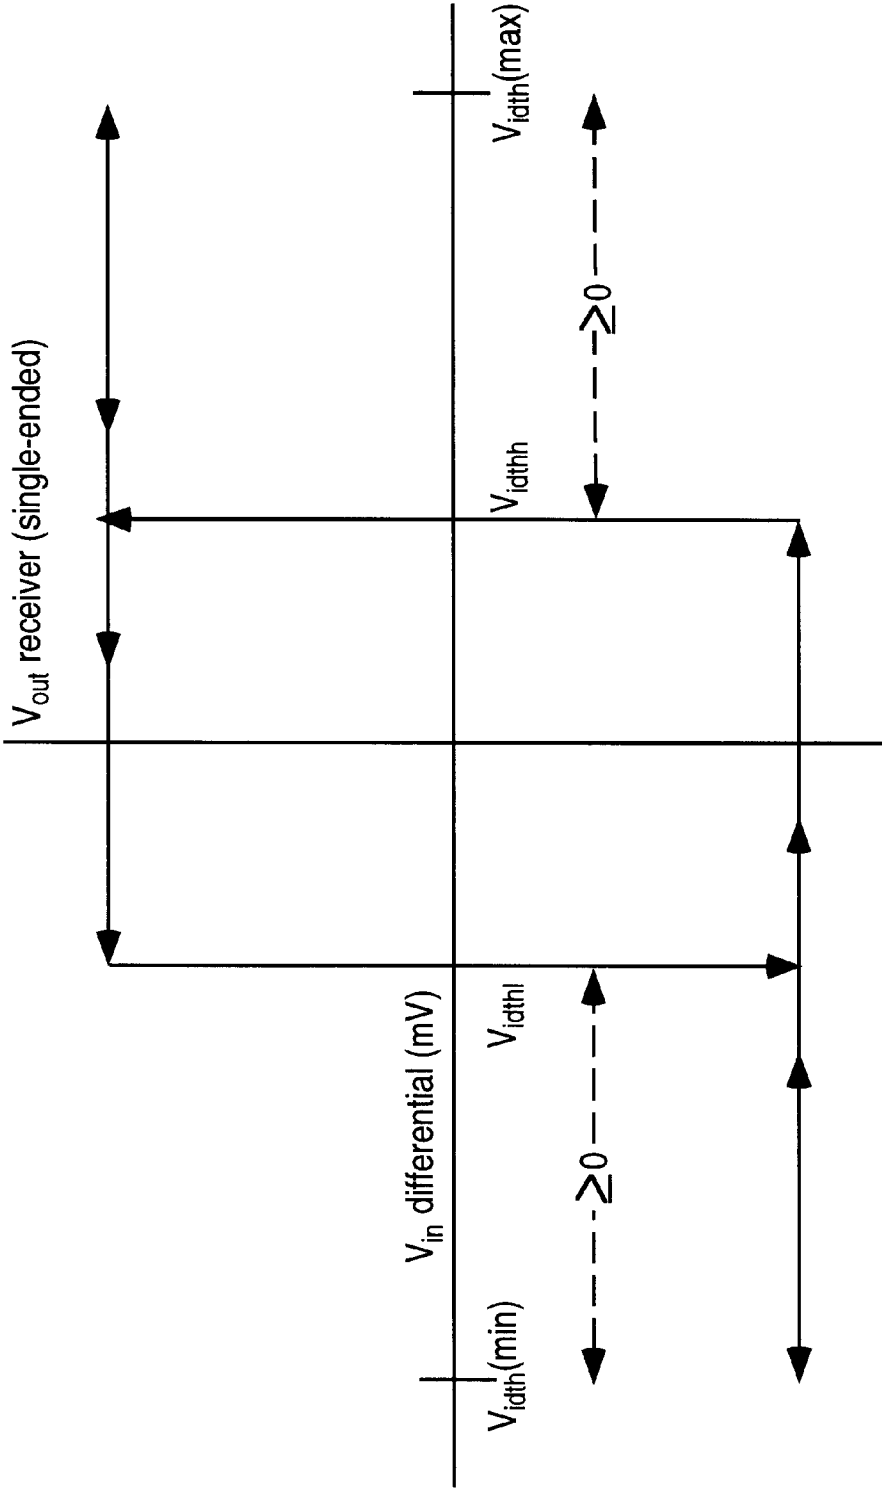 V_out receiver (single-ended)
V_in differential (mV)
V_idth(min)
V_idthl
V_idthh
V_idth(max)
≥0
≥0